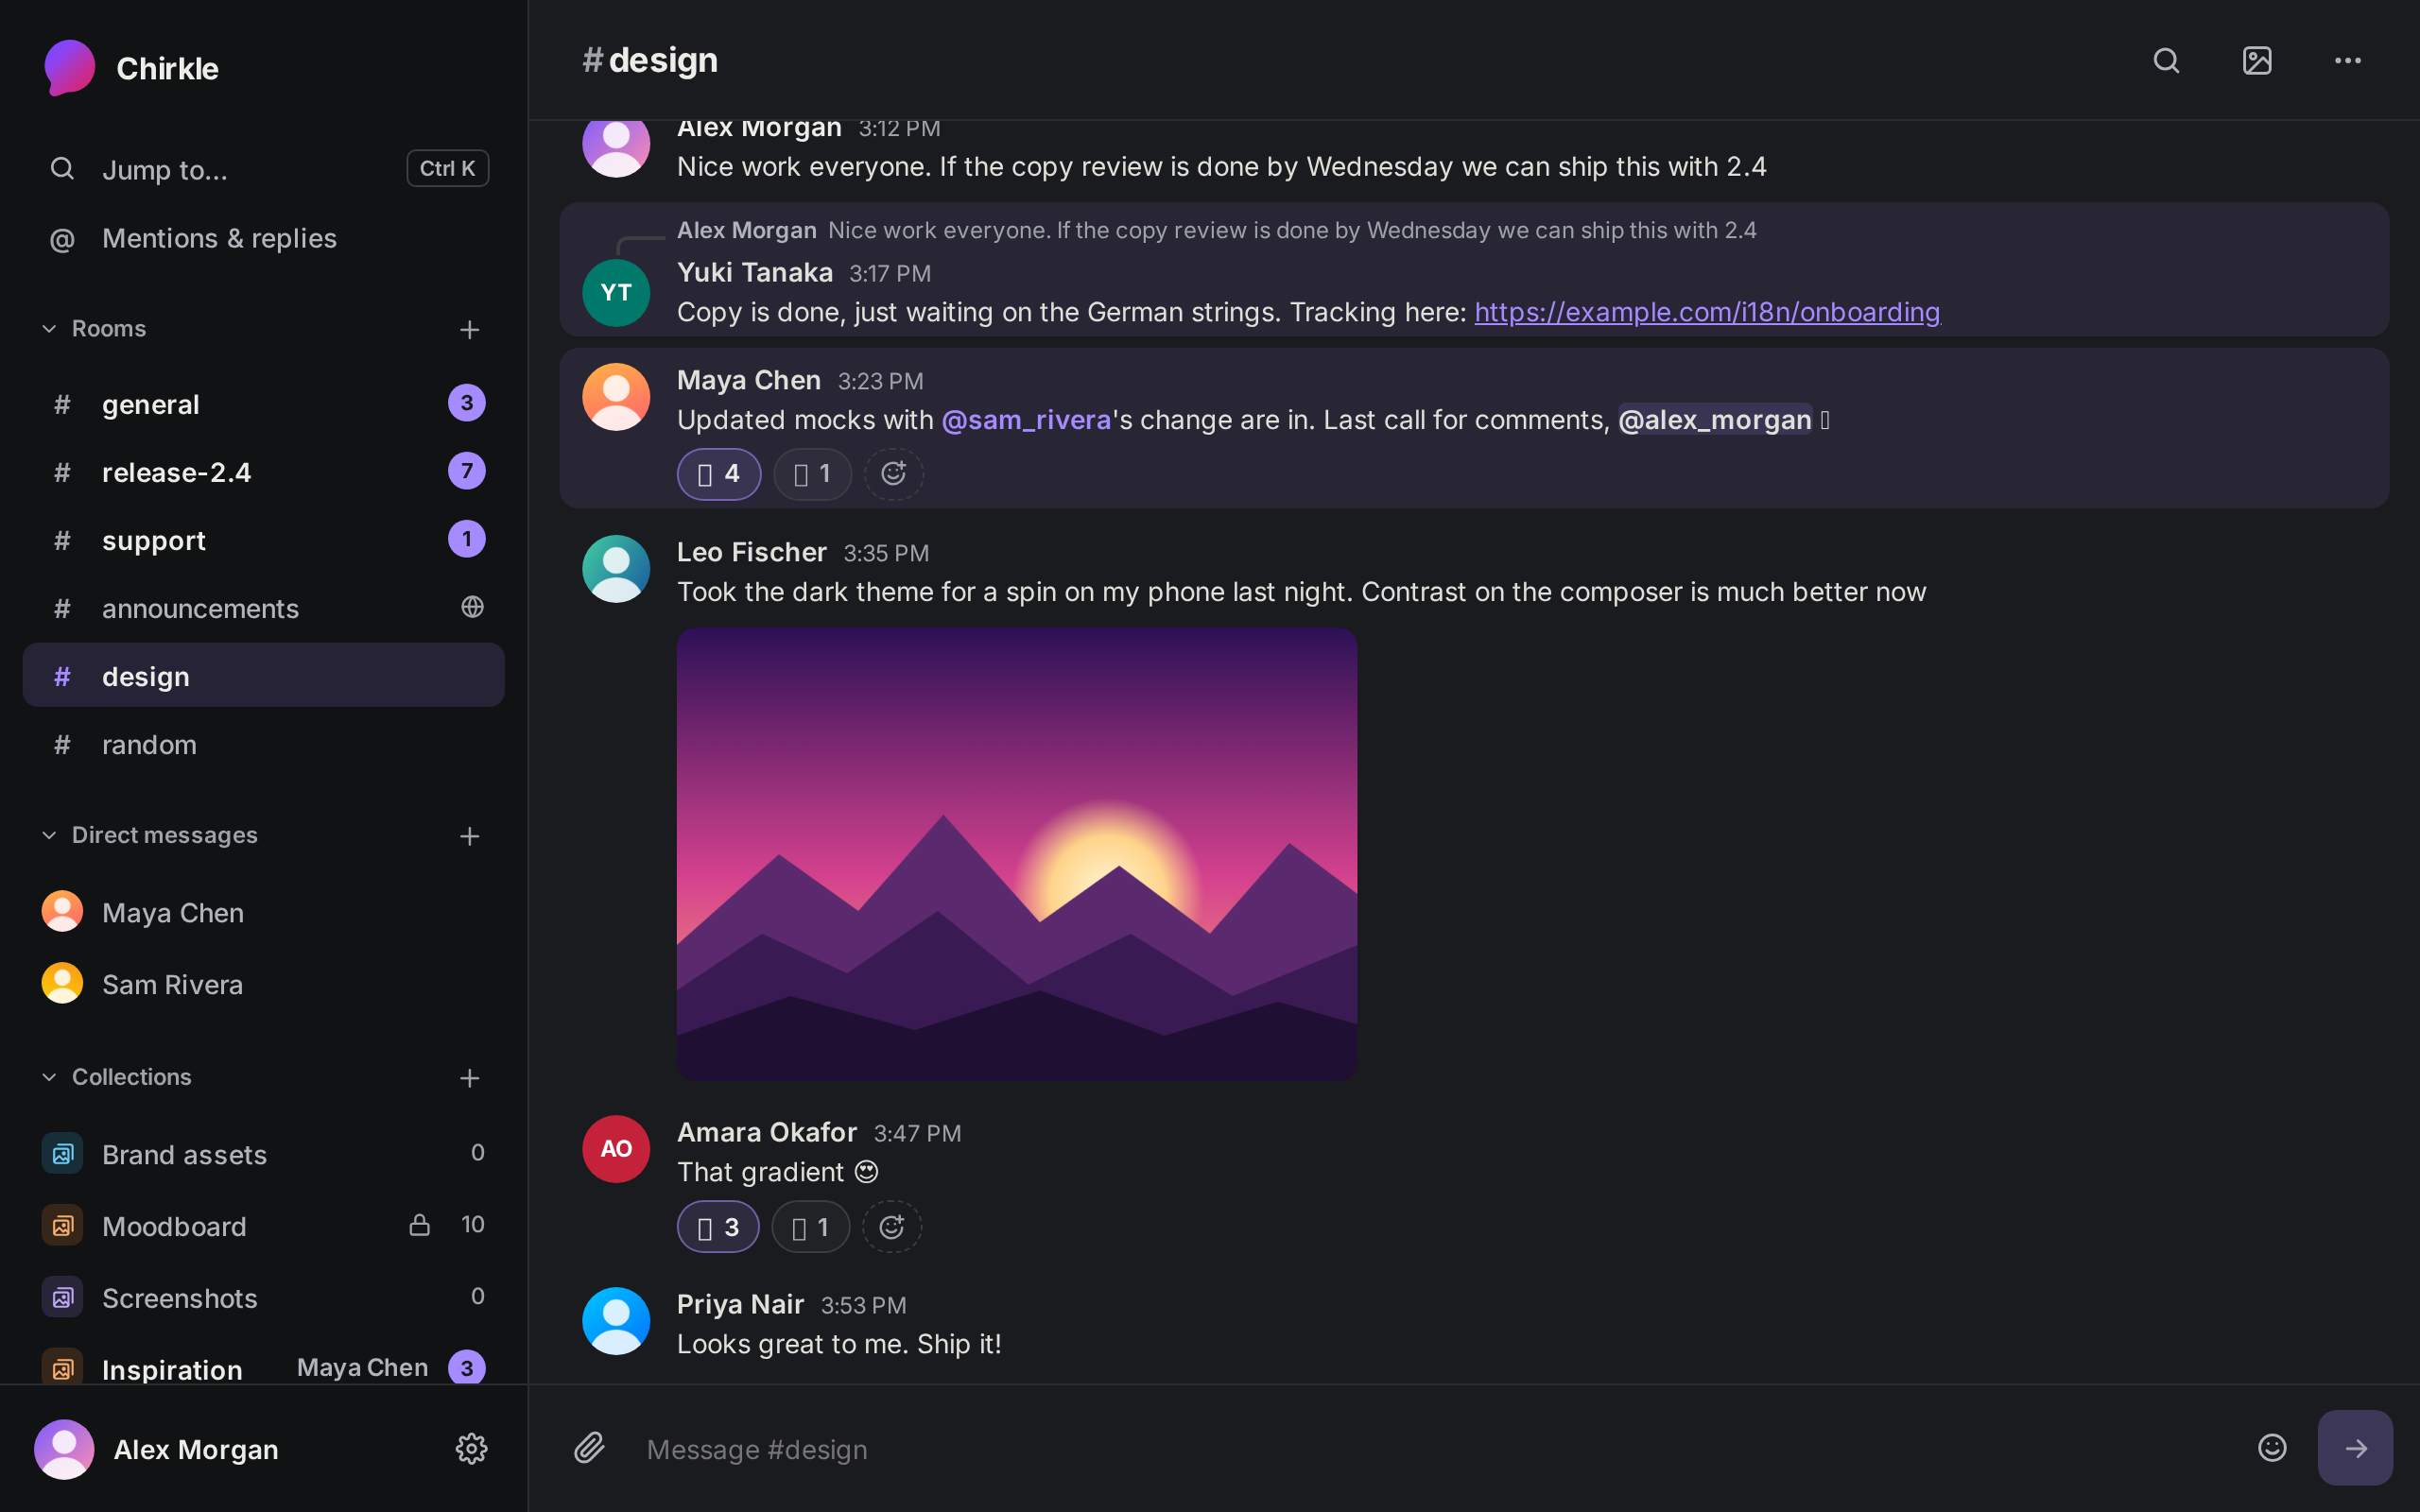 Chirkle
Jump to... Ctrl K
@ Mentions & replies
Rooms
# general 3
# release-2.4 7
# support 1
# announcements
# design
# random
Direct messages
Maya Chen
Sam Rivera
Collections
Brand assets 0
Moodboard 10
Screenshots 0
Inspiration Maya Chen 3
Alex Morgan
# design
Alex Morgan 3:12 PM
Nice work everyone. If the copy review is done by Wednesday we can ship this with 2.4
Alex Morgan Nice work everyone. If the copy review is done by Wednesday we can ship this with 2.4
YT
Yuki Tanaka 3:17 PM
Copy is done, just waiting on the German strings. Tracking here: https://example.com/i18n/onboarding
Maya Chen 3:23 PM
Updated mocks with @sam_rivera's change are in. Last call for comments, @alex_morgan
4 1
Leo Fischer 3:35 PM
Took the dark theme for a spin on my phone last night. Contrast on the composer is much better now
AO
Amara Okafor 3:47 PM
That gradient 😍
3 1
Priya Nair 3:53 PM
Looks great to me. Ship it!
Message #design